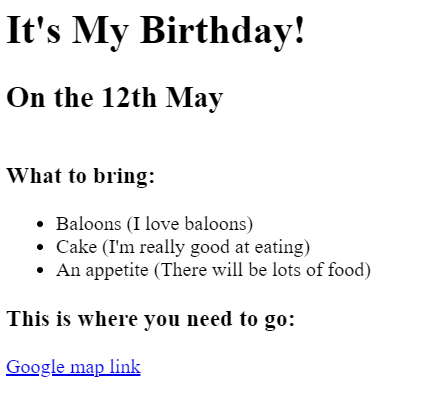 It's My Birthday!
On the 12th May
What to bring:
Baloons (I love baloons)
Cake (I'm really good at eating)
An appetite (There will be lots of food)
This is where you need to go:
Google map link